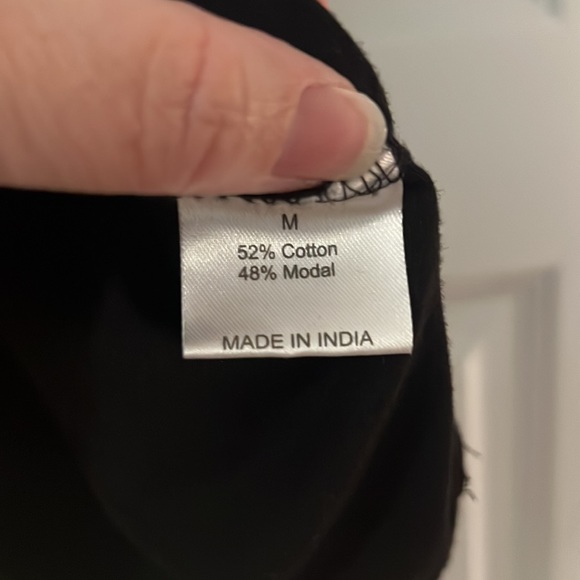 M
52% Cotton
48% Modal
MADE IN INDIA